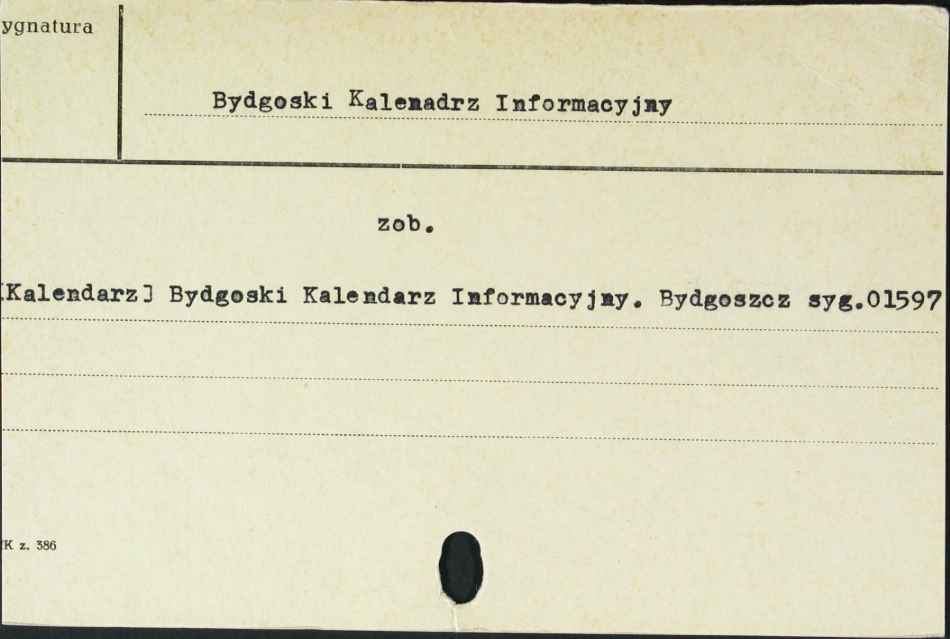 ygnatura
Bydgoski Kalenadrz Informacyjny
zob.
[Kalendarz] Bydgoski Kalendarz Informacyjny. Bydgoszcz syg.01597
K z. 386